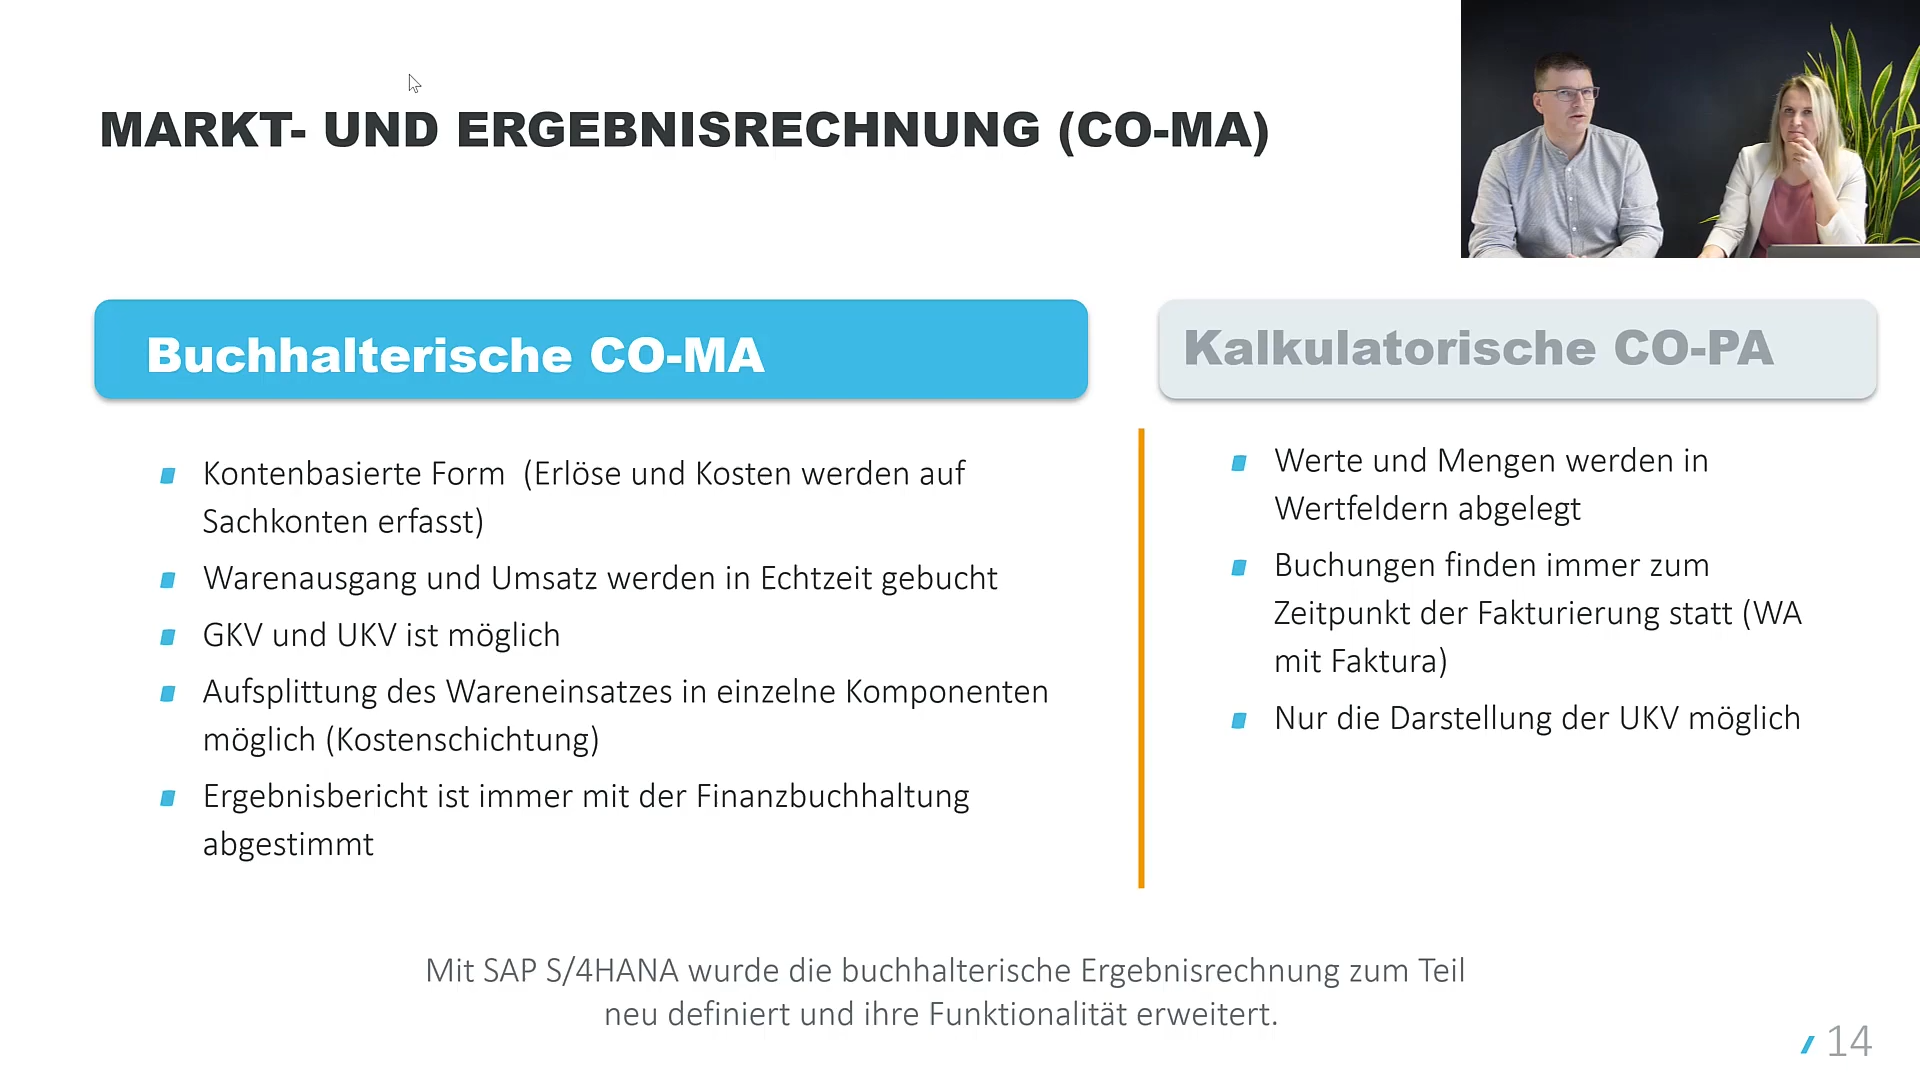 MARKT- UND ERGEBNISRECHNUNG (CO-MA)
Buchhalterische CO-MA
Kontenbasierte Form (Erlöse und Kosten werden auf
Sachkonten erfasst)
Warenausgang und Umsatz werden in Echtzeit gebucht
GKV und UKV ist möglich
Aufsplittung des Wareneinsatzes in einzelne Komponenten
möglich (Kostenschichtung)
Ergebnisbericht ist immer mit der Finanzbuchhaltung
abgestimmt
Kalkulatorische CO-PA
Werte und Mengen werden in
Wertfeldern abgelegt
Buchungen finden immer zum
Zeitpunkt der Fakturierung statt (WA
mit Faktura)
Nur die Darstellung der UKV möglich
Mit SAP S/4HANA wurde die buchhalterische Ergebnisrechnung zum Teil
neu definiert und ihre Funktionalität erweitert.
14